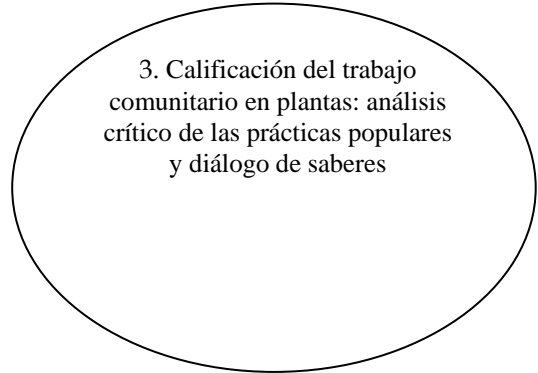 3. Calificación del trabajo
comunitario en plantas: análisis
crítico de las prácticas populares
y diálogo de saberes